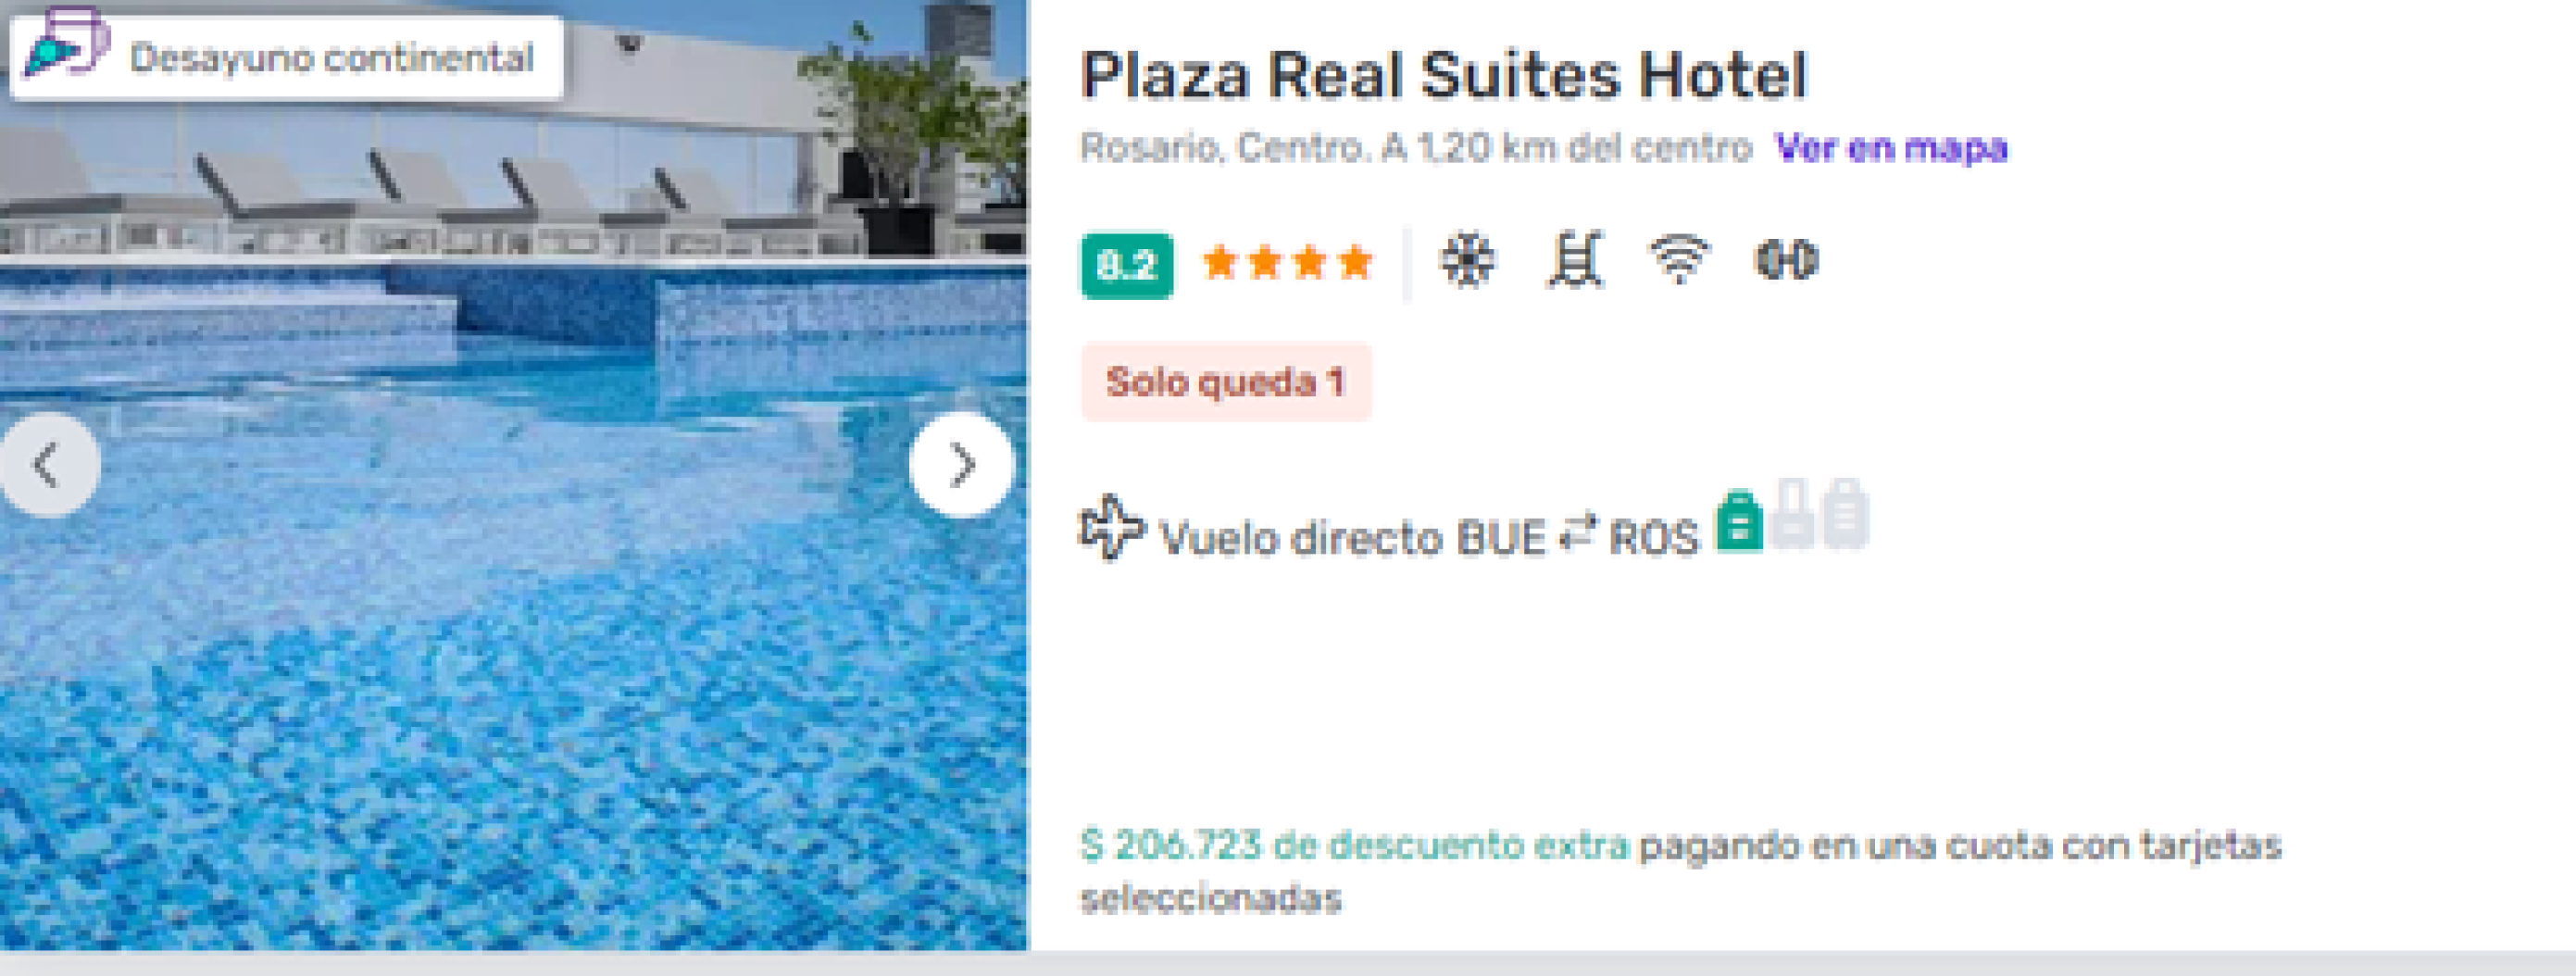 Desayuno continental
Plaza Real Suites Hotel
Rosario, Centro. A 1,20 km del centro Ver en mapa
8.2
Solo queda 1
Vuelo directo BUE ⇄ ROS
$ 206.723 de descuento extra pagando en una cuota con tarjetas
seleccionadas